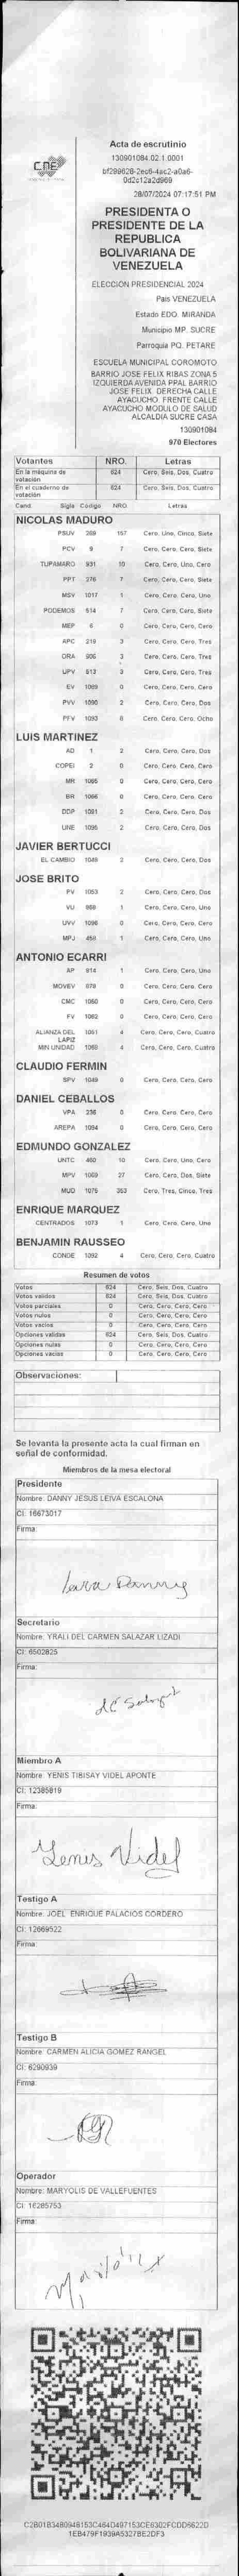 CNE
Acta de escrutinio
130901084.02.1.0001
0d2c12a2d969
28/07/2024 07:17:51 PM
PRESIDENTA O
PRESIDENTE DE LA
REPUBLICA
BOLIVARIANA DE
VENEZUELA
ELECCIÓN PRESIDENCIAL 2024
País VENEZUELA
Estado EDO. MIRANDA
Municipio MP. SUCRE
Parroquia PQ. PETARE
ESCUELA MUNICIPAL COROMOTO
BARRIO JOSE FELIX RIBAS ZONA 5
IZQUIERDA AVENIDA PPAL BARRIO
JOSE FELIX. DERECHA CALLE
AYACUCHO. FRENTE CALLE
AYACUCHO MODULO DE SALUD
ALCALDIA SUCRE CASA
130901084
970 Electores
Votantes NRO. Letras
En la máquina de votación 624 Cero, Seis, Dos, Cuatro
En el cuaderno de votación 624 Cero, Seis, Dos, Cuatro
Cand. Sigla Codigo NRO Letras
NICOLAS MADURO
PSUV 269 157 Cero, Uno, Cinco, Siete
PCV 9 7 Cero, Cero, Cero, Siete
TUPAMARO 931 10 Cero, Cero, Uno, Cero
PPT 276 7 Cero, Cero, Cero, Siete
MSV 1017 1 Cero, Cero, Cero, Uno
PODEMOS 514 7 Cero, Cero, Cero, Siete
MEP 6 0 Cero, Cero, Cero, Cero
APC 219 3 Cero, Cero, Cero, Tres
ORA 906 3 Cero, Cero, Cero, Tres
UPV 513 3 Cero, Cero, Cero, Tres
EV 1089 0 Cero, Cero, Cero, Cero
PVV 1090 2 Cero, Cero, Cero, Dos
PFV 1093 8 Cero, Cero, Cero, Ocho
LUIS MARTINEZ
AD 1 2 Cero, Cero, Cero, Dos
COPEI 2 0 Cero, Cero, Cero, Cero
MR 1065 0 Cero, Cero, Cero, Cero
BR 1066 0 Cero, Cero, Cero, Cero
DDP 1081 2 Cero, Cero, Cero, Dos
UNE 1095 2 Cero, Cero, Cero, Dos
JAVIER BERTUCCI
EL CAMBIO 1049 2 Cero, Cero, Cero, Dos
JOSE BRITO
PV 1053 2 Cero, Cero, Cero, Dos
VU 988 1 Cero, Cero, Cero, Uno
UVV 1096 0 Cero, Cero, Cero, Cero
MPJ 458 1 Cero, Cero, Cero, Uno
ANTONIO ECARRI
AP 914 1 Cero, Cero, Cero, Uno
MOVEV 879 0 Cero, Cero, Cero, Cero
CMC 1050 0 Cero, Cero, Cero, Cero
FV 1082 0 Cero, Cero, Cero, Cero
ALIANZA DEL LAPIZ 1051 4 Cero, Cero, Cero, Cuatro
MIN UNIDAD 1069 4 Cero, Cero, Cero, Cuatro
CLAUDIO FERMIN
SPV 1049 0 Cero, Cero, Cero, Cero
DANIEL CEBALLOS
VPA 236 0 Cero, Cero, Cero, Cero
AREPA 1094 0 Cero, Cero, Cero, Cero
EDMUNDO GONZALEZ
UNTC 400 10 Cero, Cero, Uno, Cero
MPV 1069 27 Cero, Cero, Dos, Siete
MUD 1075 353 Cero, Tres, Cinco, Tres
ENRIQUE MARQUEZ
CENTRADOS 1073 1 Cero, Cero, Cero, Uno
BENJAMIN RAUSSEO
CONDE 1092 4 Cero, Cero, Cero, Cuatro
Resumen de votos
Votos 624 Cero, Seis, Dos, Cuatro
Votos validos 624 Cero, Seis, Dos, Cuatro
Votos parciales 0 Cero, Cero, Cero, Cero
Votos nulos 0 Cero, Cero, Cero, Cero
Votos vacios 0 Cero, Cero, Cero, Cero
Opciones validas 624 Cero, Seis, Dos, Cuatro
Opciones nulas 0 Cero, Cero, Cero, Cero
Opciones vacias 0 Cero, Cero, Cero, Cero
Observaciones:
Se levanta la presente acta la cual firman en
señal de conformidad.
Miembros de la mesa electoral
Presidente
Nombre: DANNY JESUS LEIVA ESCALONA
CI: 16673017
Firma:
Leiva Danny
Secretario
Nombre: YRALI DEL CARMEN SALAZAR LIZADI
CI: 6502825
Firma:
Miembro A
Nombre: YENIS TIBISAY VIDEL APONTE
CI: 12385819
Firma:
Yenis Videl
Testigo A
Nombre: JOEL ENRIQUE PALACIOS CORDERO
CI: 12669522
Firma:
Testigo B
Nombre: CARMEN ALICIA GOMEZ RANGEL
CI: 6290939
Firma:
Operador
Nombre: MARYOLIS DE VALLEFUENTES
CI: 16285753
Firma:
1EB479F1939A5327BE2DF3